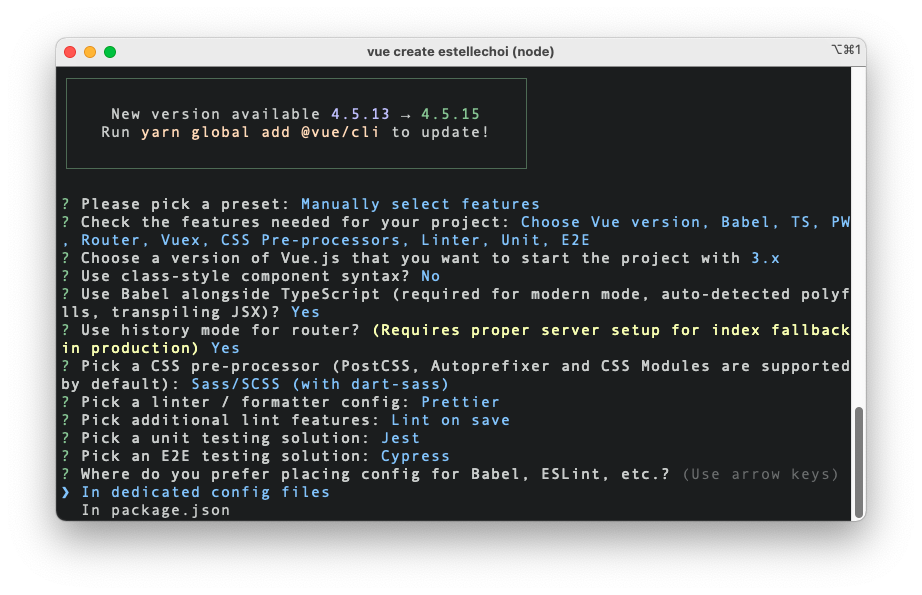 vue create estellechoi (node)
⌥⌘1
New version available 4.5.13 → 4.5.15
Run yarn global add @vue/cli to update!
? Please pick a preset: Manually select features
? Check the features needed for your project: Choose Vue version, Babel, TS, PW
, Router, Vuex, CSS Pre-processors, Linter, Unit, E2E
? Choose a version of Vue.js that you want to start the project with 3.x
? Use class-style component syntax? No
? Use Babel alongside TypeScript (required for modern mode, auto-detected polyf
lls, transpiling JSX)? Yes
? Use history mode for router? (Requires proper server setup for index fallback
in production) Yes
? Pick a CSS pre-processor (PostCSS, Autoprefixer and CSS Modules are supported
by default): Sass/SCSS (with dart-sass)
? Pick a linter / formatter config: Prettier
? Pick additional lint features: Lint on save
? Pick a unit testing solution: Jest
? Pick an E2E testing solution: Cypress
? Where do you prefer placing config for Babel, ESLint, etc.? (Use arrow keys)
❯ In dedicated config files
In package.json